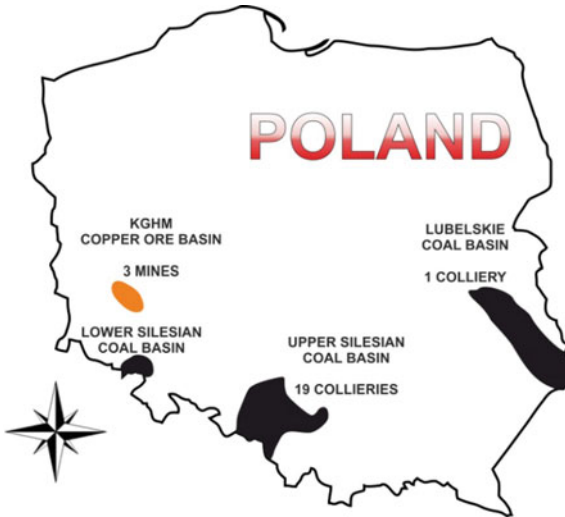 POLAND
KGHM
COPPER ORE BASIN
3 MINES
LUBELSKIE
COAL BASIN
1 COLLIERY
LOWER SILESIAN
COAL BASIN
UPPER SILESIAN
COAL BASIN
19 COLLIERIES